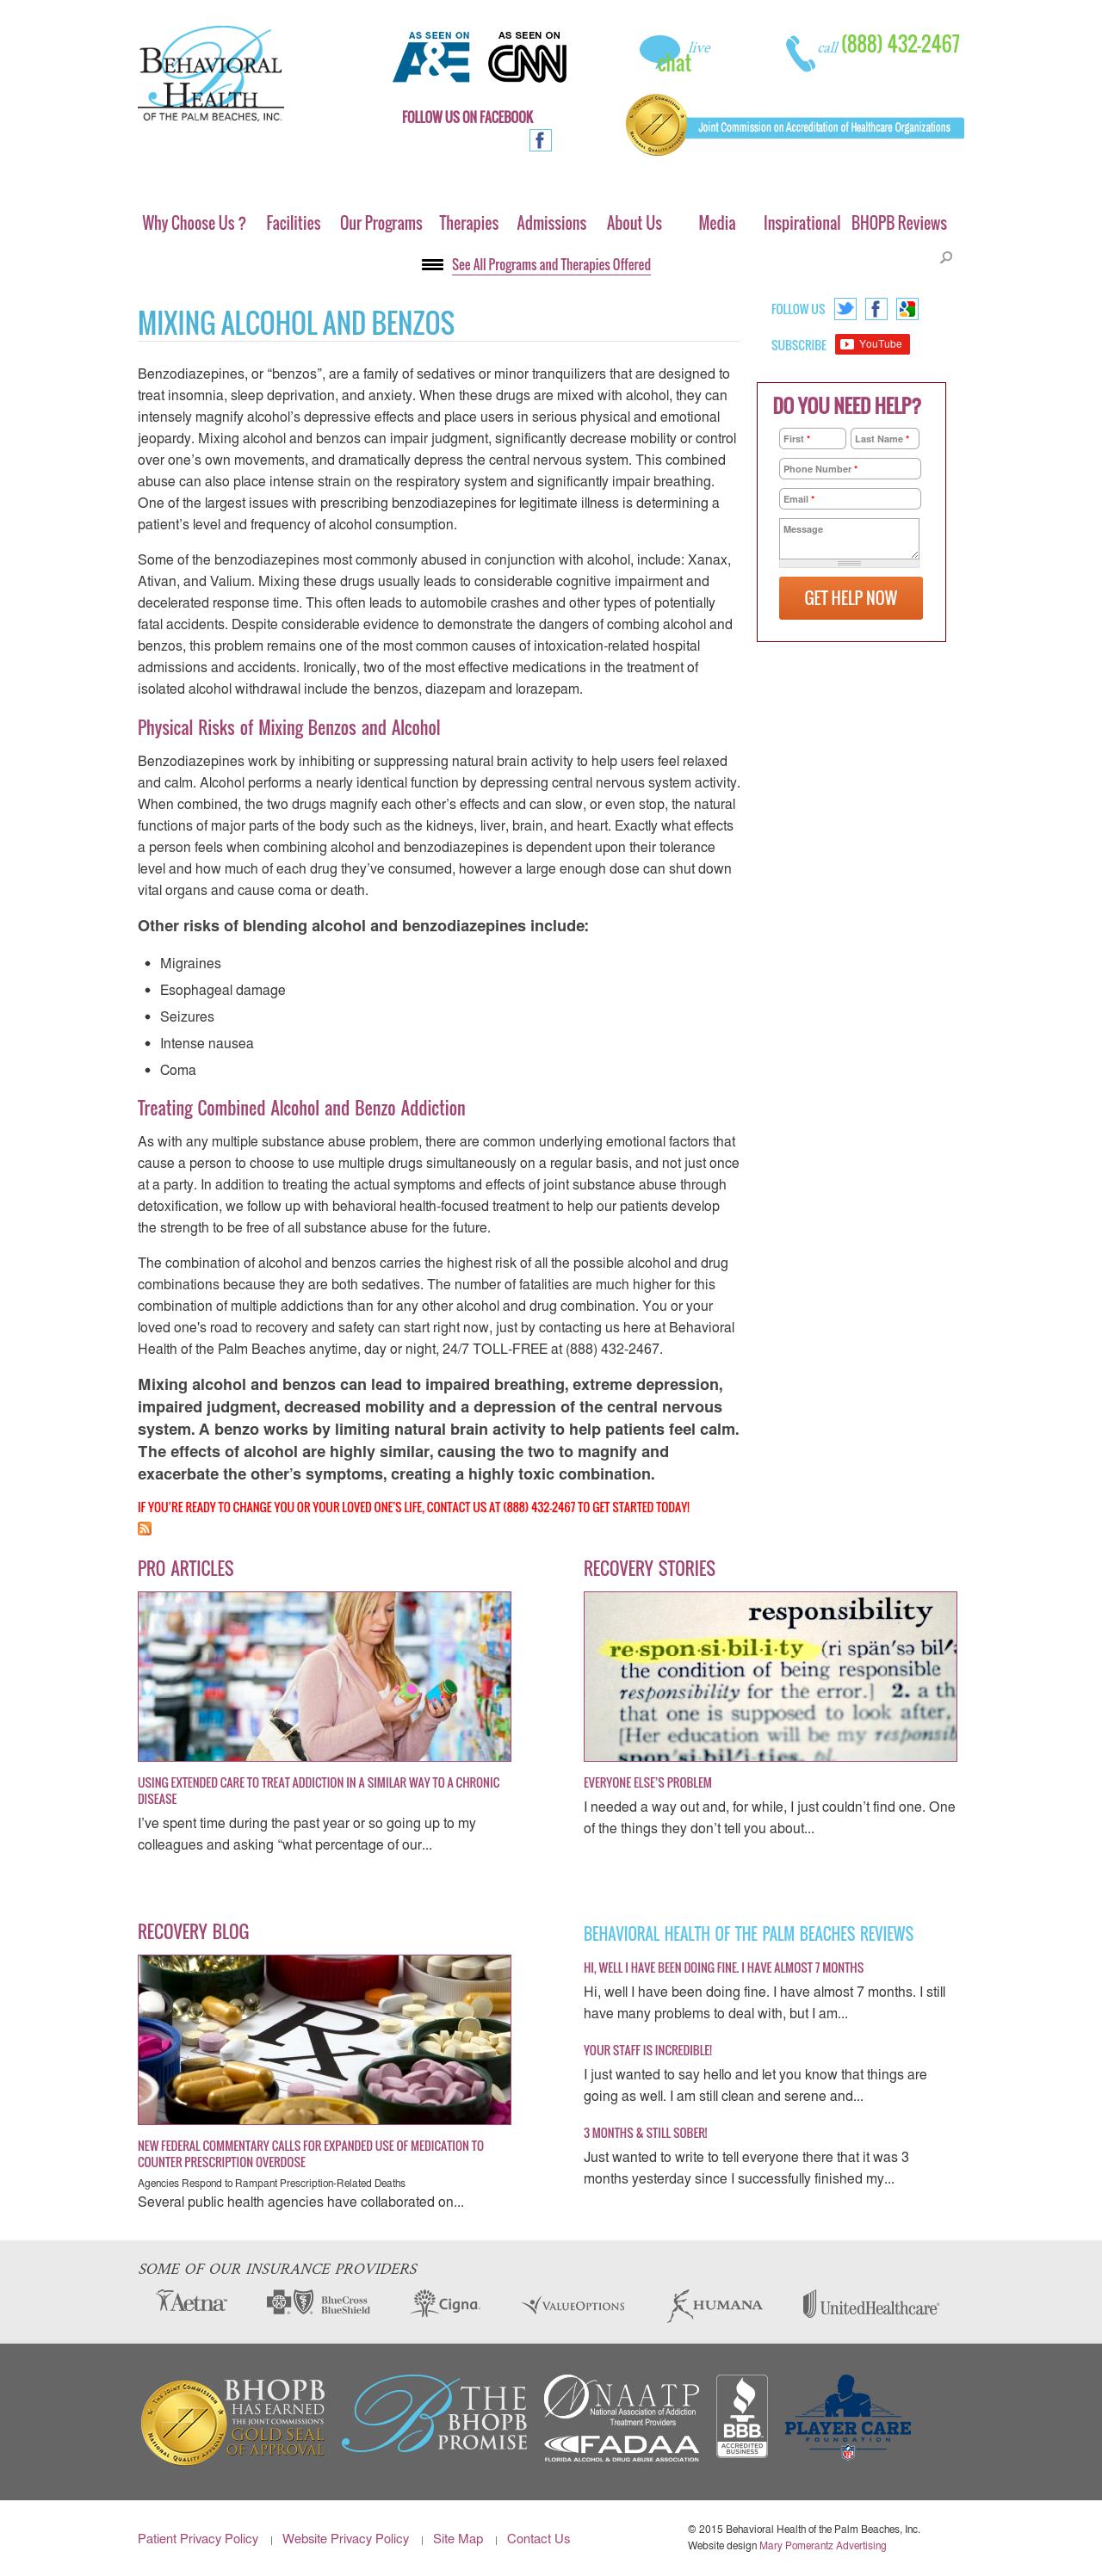 BEHAVIORAL
HEALTH
OF THE PALM BEACHES, INC.
AS SEEN ON
A&E
AS SEEN ON
CNN
FOLLOW US ON FACEBOOK
live
chat
call (888) 432-2467
Joint Commission on Accreditation of Healthcare Organizations
Why Choose Us ? Facilities Our Programs Therapies Admissions About Us Media Inspirational BHOPB Reviews
See All Programs and Therapies Offered
MIXING ALCOHOL AND BENZOS
Benzodiazepines, or “benzos”, are a family of sedatives or minor tranquilizers that are designed to
treat insomnia, sleep deprivation, and anxiety. When these drugs are mixed with alcohol, they can
intensely magnify alcohol’s depressive effects and place users in serious physical and emotional
jeopardy. Mixing alcohol and benzos can impair judgment, significantly decrease mobility or control
over one’s own movements, and dramatically depress the central nervous system. This combined
abuse can also place intense strain on the respiratory system and significantly impair breathing.
One of the largest issues with prescribing benzodiazepines for legitimate illness is determining a
patient’s level and frequency of alcohol consumption.
Some of the benzodiazepines most commonly abused in conjunction with alcohol, include: Xanax,
Ativan, and Valium. Mixing these drugs usually leads to considerable cognitive impairment and
decelerated response time. This often leads to automobile crashes and other types of potentially
fatal accidents. Despite considerable evidence to demonstrate the dangers of combing alcohol and
benzos, this problem remains one of the most common causes of intoxication-related hospital
admissions and accidents. Ironically, two of the most effective medications in the treatment of
isolated alcohol withdrawal include the benzos, diazepam and lorazepam.
Physical Risks of Mixing Benzos and Alcohol
Benzodiazepines work by inhibiting or suppressing natural brain activity to help users feel relaxed
and calm. Alcohol performs a nearly identical function by depressing central nervous system activity.
When combined, the two drugs magnify each other’s effects and can slow, or even stop, the natural
functions of major parts of the body such as the kidneys, liver, brain, and heart. Exactly what effects
a person feels when combining alcohol and benzodiazepines is dependent upon their tolerance
level and how much of each drug they’ve consumed, however a large enough dose can shut down
vital organs and cause coma or death.
Other risks of blending alcohol and benzodiazepines include:
• Migraines
• Esophageal damage
• Seizures
• Intense nausea
• Coma
Treating Combined Alcohol and Benzo Addiction
As with any multiple substance abuse problem, there are common underlying emotional factors that
cause a person to choose to use multiple drugs simultaneously on a regular basis, and not just once
at a party. In addition to treating the actual symptoms and effects of joint substance abuse through
detoxification, we follow up with behavioral health-focused treatment to help our patients develop
the strength to be free of all substance abuse for the future.
The combination of alcohol and benzos carries the highest risk of all the possible alcohol and drug
combinations because they are both sedatives. The number of fatalities are much higher for this
combination of multiple addictions than for any other alcohol and drug combination. You or your
loved one's road to recovery and safety can start right now, just by contacting us here at Behavioral
Health of the Palm Beaches anytime, day or night, 24/7 TOLL-FREE at (888) 432-2467.
Mixing alcohol and benzos can lead to impaired breathing, extreme depression,
impaired judgment, decreased mobility and a depression of the central nervous
system. A benzo works by limiting natural brain activity to help patients feel calm.
The effects of alcohol are highly similar, causing the two to magnify and
exacerbate the other’s symptoms, creating a highly toxic combination.
IF YOU'RE READY TO CHANGE YOU OR YOUR LOVED ONE'S LIFE, CONTACT US AT (888) 432-2467 TO GET STARTED TODAY!
FOLLOW US
SUBSCRIBE YouTube
DO YOU NEED HELP?
First * Last Name *
Phone Number *
Email *
Message
GET HELP NOW
PRO ARTICLES
USING EXTENDED CARE TO TREAT ADDICTION IN A SIMILAR WAY TO A CHRONIC
DISEASE
I’ve spent time during the past year or so going up to my
colleagues and asking “what percentage of our...
RECOVERY STORIES
responsibility
re·spon·si·bil·i·ty (ri spän'sə bil'
the condition of being responsible
responsibility for the error.] 2. a th
that one is supposed to look after,
[Her education will be my responsib
spon'si·bil'i·ties. pl.
EVERYONE ELSE’S PROBLEM
I needed a way out and, for while, I just couldn’t find one. One
of the things they don’t tell you about...
RECOVERY BLOG
Rx
NEW FEDERAL COMMENTARY CALLS FOR EXPANDED USE OF MEDICATION TO
COUNTER PRESCRIPTION OVERDOSE
Agencies Respond to Rampant Prescription-Related Deaths
Several public health agencies have collaborated on...
BEHAVIORAL HEALTH OF THE PALM BEACHES REVIEWS
HI, WELL I HAVE BEEN DOING FINE. I HAVE ALMOST 7 MONTHS
Hi, well I have been doing fine. I have almost 7 months. I still
have many problems to deal with, but I am...
YOUR STAFF IS INCREDIBLE!
I just wanted to say hello and let you know that things are
going as well. I am still clean and serene and...
3 MONTHS & STILL SOBER!
Just wanted to write to tell everyone there that it was 3
months yesterday since I successfully finished my...
SOME OF OUR INSURANCE PROVIDERS
Aetna
BlueCross
BlueShield
Cigna
VALUEOPTIONS
HUMANA
UnitedHealthcare
BHOPB
HAS EARNED
THE JOINT COMMISSION'S
GOLD SEAL
OF APPROVAL
THE
BHOPB
PROMISE
NAATP
National Association of Addiction
Treatment Providers
FADAA
FLORIDA ALCOHOL & DRUG ABUSE ASSOCIATION
BBB
ACCREDITED
BUSINESS
PLAYER CARE
FOUNDATION
NFL
Patient Privacy Policy | Website Privacy Policy | Site Map | Contact Us
© 2015 Behavioral Health of the Palm Beaches, Inc.
Website design Mary Pomerantz Advertising